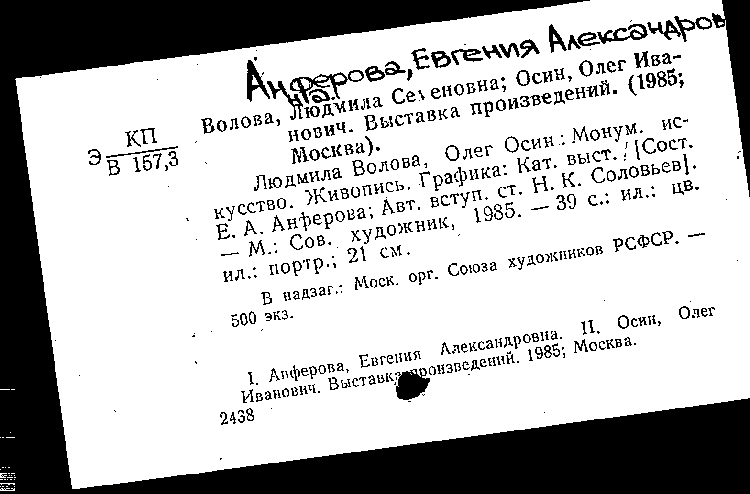 Анферова, Евгения Александров
на.
Э КП
В 157,3
Волова, Людмила Семеновна; Осин, Олег Ива-
нович. Выставка произведений. (1985;
Москва).
Людмила Волова, Олег Осин : Монум. ис-
кусство. Живопись. Графика: Кат. выст. / [Сост.
Е. А. Анферова; Авт. вступ. ст. Н. К. Соловьев].
— М.: Сов. художник, 1985. — 39 с.: ил.: цв.
ил.: портр.; 21 см.
В надзаг.: Моск. орг. Союза художников РСФСР. —
500 экз.
I. Анферова, Евгения Александровна. II. Осин, Олег
Иванович. Выставка произведений. 1985; Москва.
2438